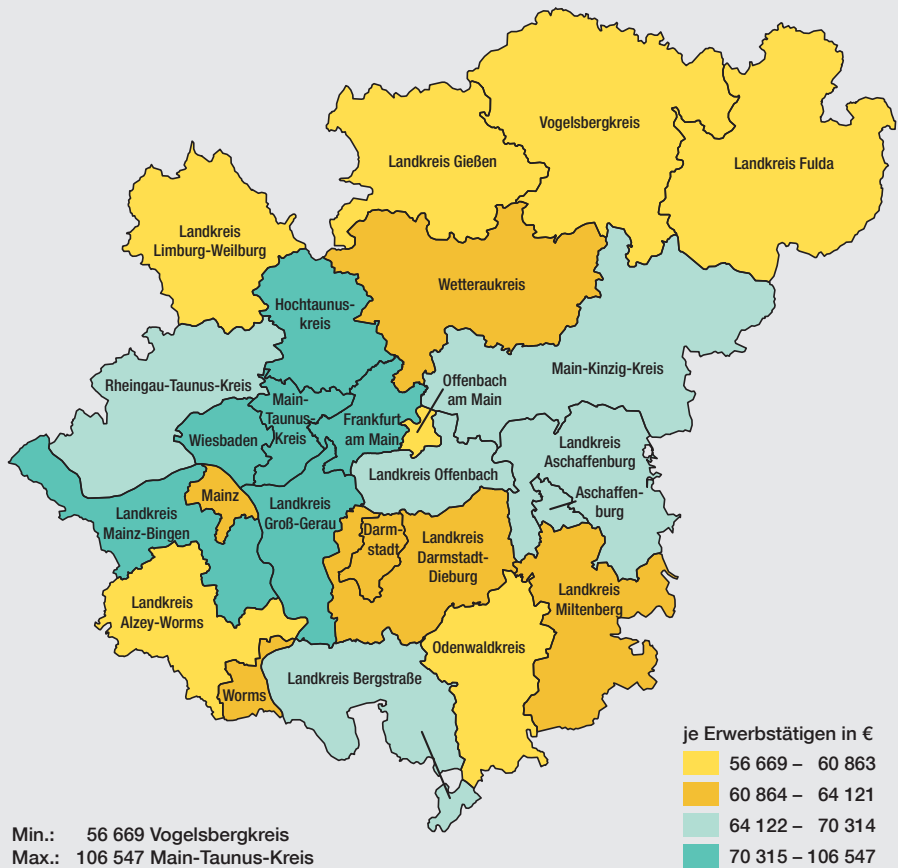 Vogelsbergkreis
Landkreis Gießen
Landkreis Fulda
Landkreis
Limburg-Weilburg
Wetteraukreis
Hochtaunus-
kreis
Rheingau-Taunus-Kreis
Main-Kinzig-Kreis
Offenbach
am Main
Main-
Taunus-
Kreis
Frankfurt
am Main
Wiesbaden
Landkreis
Aschaffenburg
Landkreis Offenbach
Aschaffen-
burg
Mainz
Landkreis
Groß-Gerau
Landkreis
Mainz-Bingen
Darm-
stadt
Landkreis
Darmstadt-
Dieburg
Landkreis
Miltenberg
Landkreis
Alzey-Worms
Odenwaldkreis
Landkreis Bergstraße
Worms
je Erwerbstätigen in €
56 669 – 60 863
60 864 – 64 121
64 122 – 70 314
70 315 – 106 547
Min.: 56 669 Vogelsbergkreis
Max.: 106 547 Main-Taunus-Kreis